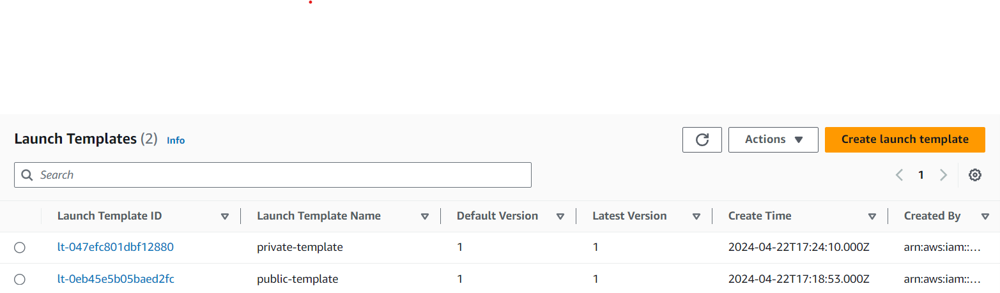 Launch Templates (2) Info
Actions
Create launch template
Search
1
Launch Template ID Launch Template Name Default Version Latest Version Create Time Created By
lt-047efc801dbf12880 private-template 1 1 2024-04-22T17:24:10.000Z arn:aws:iam::…
lt-0eb45e5b05baed2fc public-template 1 1 2024-04-22T17:18:53.000Z arn:aws:iam::…